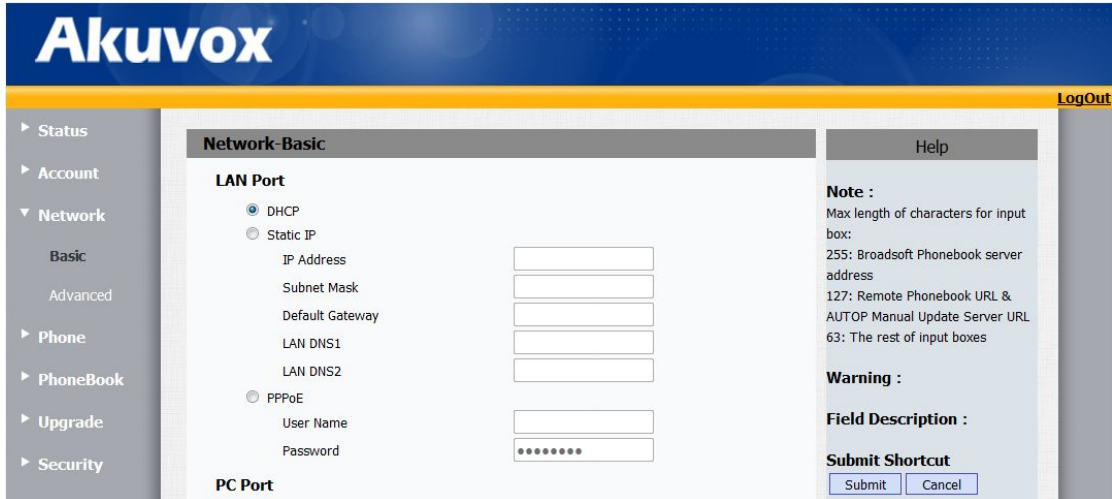 Akuvox
LogOut
Status
Account
Network
Basic
Advanced
Phone
PhoneBook
Upgrade
Security
Network-Basic
LAN Port
DHCP
Static IP
IP Address
Subnet Mask
Default Gateway
LAN DNS1
LAN DNS2
PPPoE
User Name
Password
••••••••
PC Port
Help
Note :
Max length of characters for input
box:
255: Broadsoft Phonebook server
address
127: Remote Phonebook URL &
AUTOP Manual Update Server URL
63: The rest of input boxes
Warning :
Field Description :
Submit Shortcut
Submit Cancel